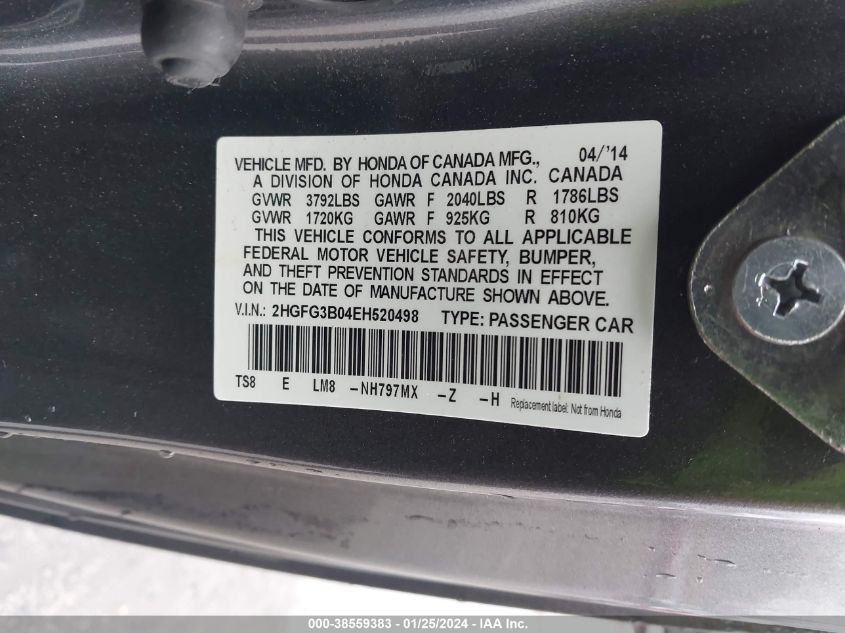 VEHICLE MFD. BY HONDA OF CANADA MFG., 04/'14
A DIVISION OF HONDA CANADA INC. CANADA
GVWR 3792LBS GAWR F 2040LBS R 1786LBS
GVWR 1720KG GAWR F 925KG R 810KG
THIS VEHICLE CONFORMS TO ALL APPLICABLE
FEDERAL MOTOR VEHICLE SAFETY, BUMPER,
AND THEFT PREVENTION STANDARDS IN EFFECT
ON THE DATE OF MANUFACTURE SHOWN ABOVE.
V.I.N.: 2HGFG3B04EH520498 TYPE: PASSENGER CAR
TS8 E LM8 -NH797MX -Z -H Replacement label: Not from Honda
000-38559383 - 01/25/2024 - IAA Inc.